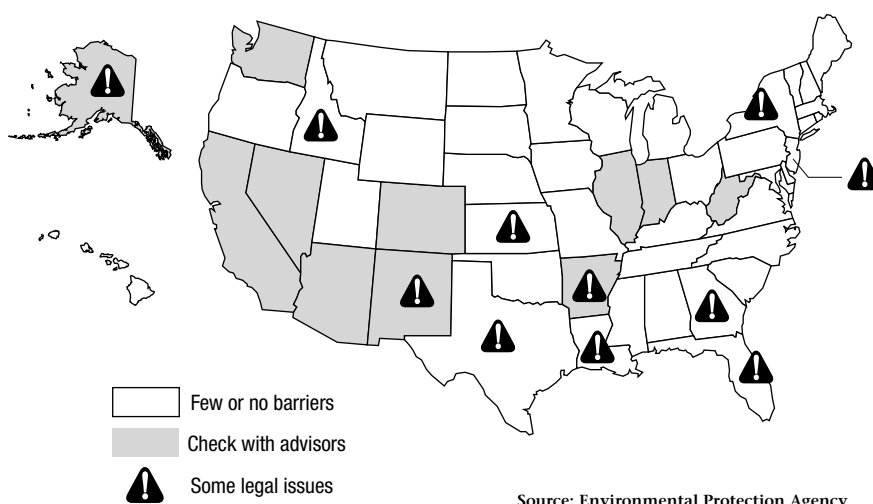 Few or no barriers
Check with advisors
Some legal issues
Source: Environmental Protection Agency